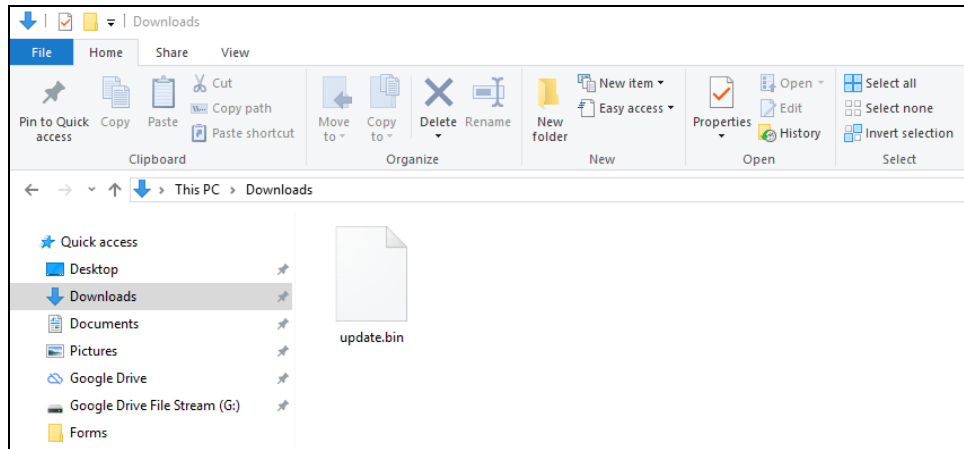 Downloads
File Home Share View
Pin to Quick access
Copy
Paste
Cut
Copy path
Paste shortcut
Clipboard
Move to
Copy to
Delete
Rename
Organize
New folder
New item
Easy access
New
Properties
Open
Edit
History
Open
Select all
Select none
Invert selection
Select
This PC > Downloads
Quick access
Desktop
Downloads
Documents
Pictures
Google Drive
Google Drive File Stream (G:)
Forms
update.bin